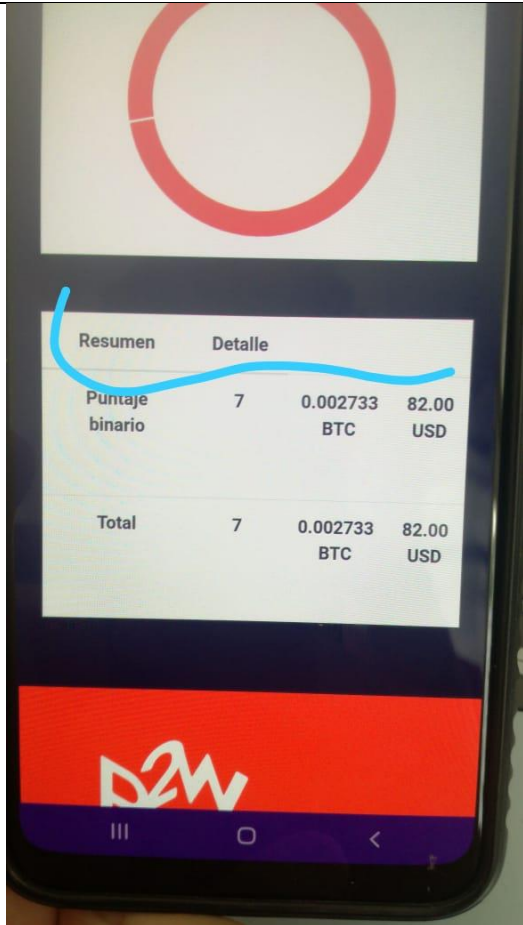 Resumen Detalle
Puntaje 7 0.002733 82.00
binario BTC USD
Total 7 0.002733 82.00
BTC USD